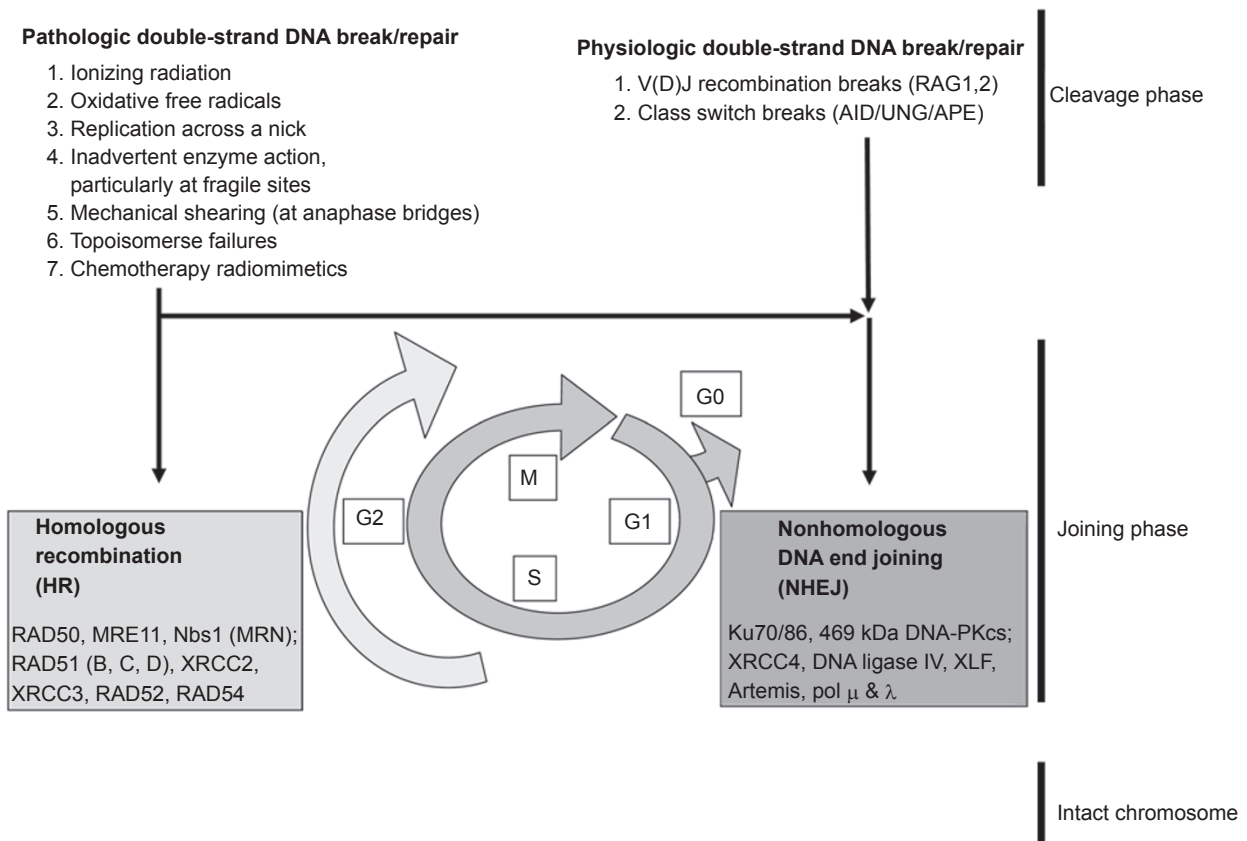 Pathologic double-strand DNA break/repair
1. Ionizing radiation
2. Oxidative free radicals
3. Replication across a nick
4. Inadvertent enzyme action,
particularly at fragile sites
5. Mechanical shearing (at anaphase bridges)
6. Topoisomerse failures
7. Chemotherapy radiomimetics
Physiologic double-strand DNA break/repair
1. V(D)J recombination breaks (RAG1,2)
2. Class switch breaks (AID/UNG/APE)
Cleavage phase
G0
M
G2
G1
S
Homologous
recombination
(HR)
RAD50, MRE11, Nbs1 (MRN);
RAD51 (B, C, D), XRCC2,
XRCC3, RAD52, RAD54
Nonhomologous
DNA end joining
(NHEJ)
Ku70/86, 469 kDa DNA-PKcs;
XRCC4, DNA ligase IV, XLF,
Artemis, pol μ & λ
Joining phase
Intact chromosome